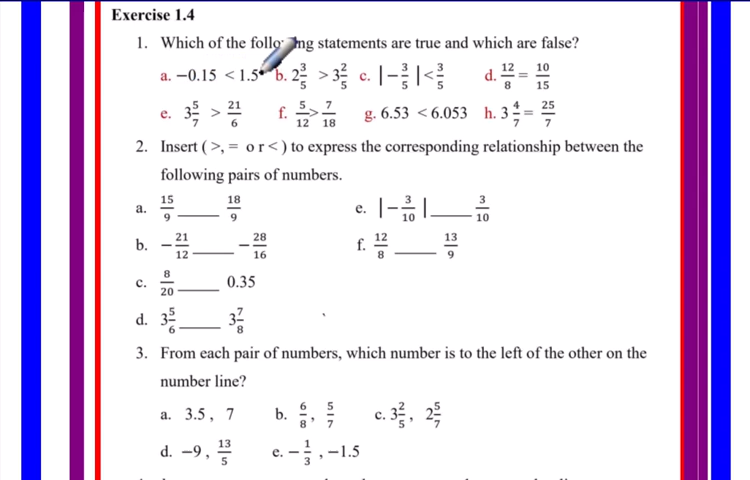 Exercise 1.4
1. Which of the following statements are true and which are false?
a. −0.15 < 1.5 b. 2 3/5 > 3 2/5 c. |− 3/5 |< 3/5 d. 12/8 = 10/15
e. 3 5/7 > 21/6 f. 5/12 > 7/18 g. 6.53 < 6.053 h. 3 4/7 = 25/7
2. Insert ( >, = o r < ) to express the corresponding relationship between the
following pairs of numbers.
a. 15/9 ____ 18/9 e. |− 3/10 |____ 3/10
b. − 21/12 ____ − 28/16 f. 12/8 ____ 13/9
c. 8/20 ____ 0.35
d. 3 5/6 ____ 3 7/8
3. From each pair of numbers, which number is to the left of the other on the
number line?
a. 3.5 , 7 b. 6/8 , 5/7 c. 3 2/5 , 2 5/7
d. −9 , 13/5 e. − 1/3 , −1.5